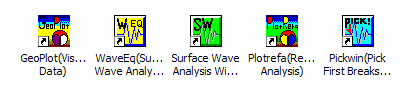 GeoPlot
W EQ
SW
Plotrefa
PICK!
GeoPlot(Vis...
Data)
WaveEq(Su...
Wave Analy...
Surface Wave
Analysis Wi...
Plotrefa(Re...
Analysis)
Pickwin(Pick
First Breaks...